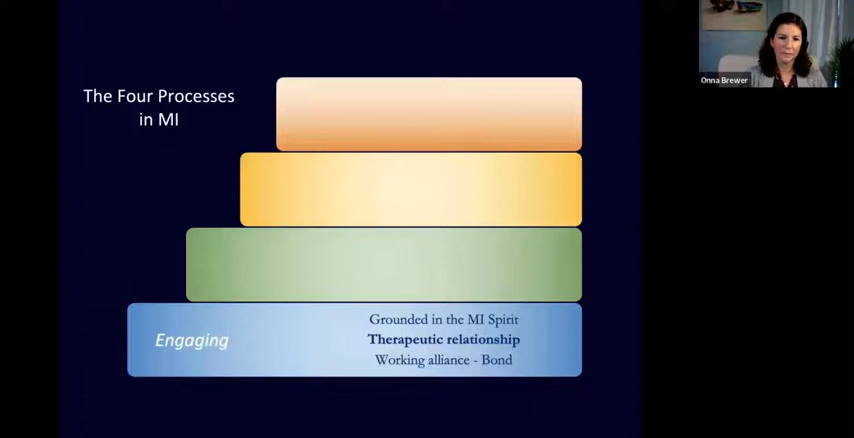 The Four Processes
in MI
Onna Brewer
Engaging
Grounded in the MI Spirit
Therapeutic relationship
Working alliance - Bond